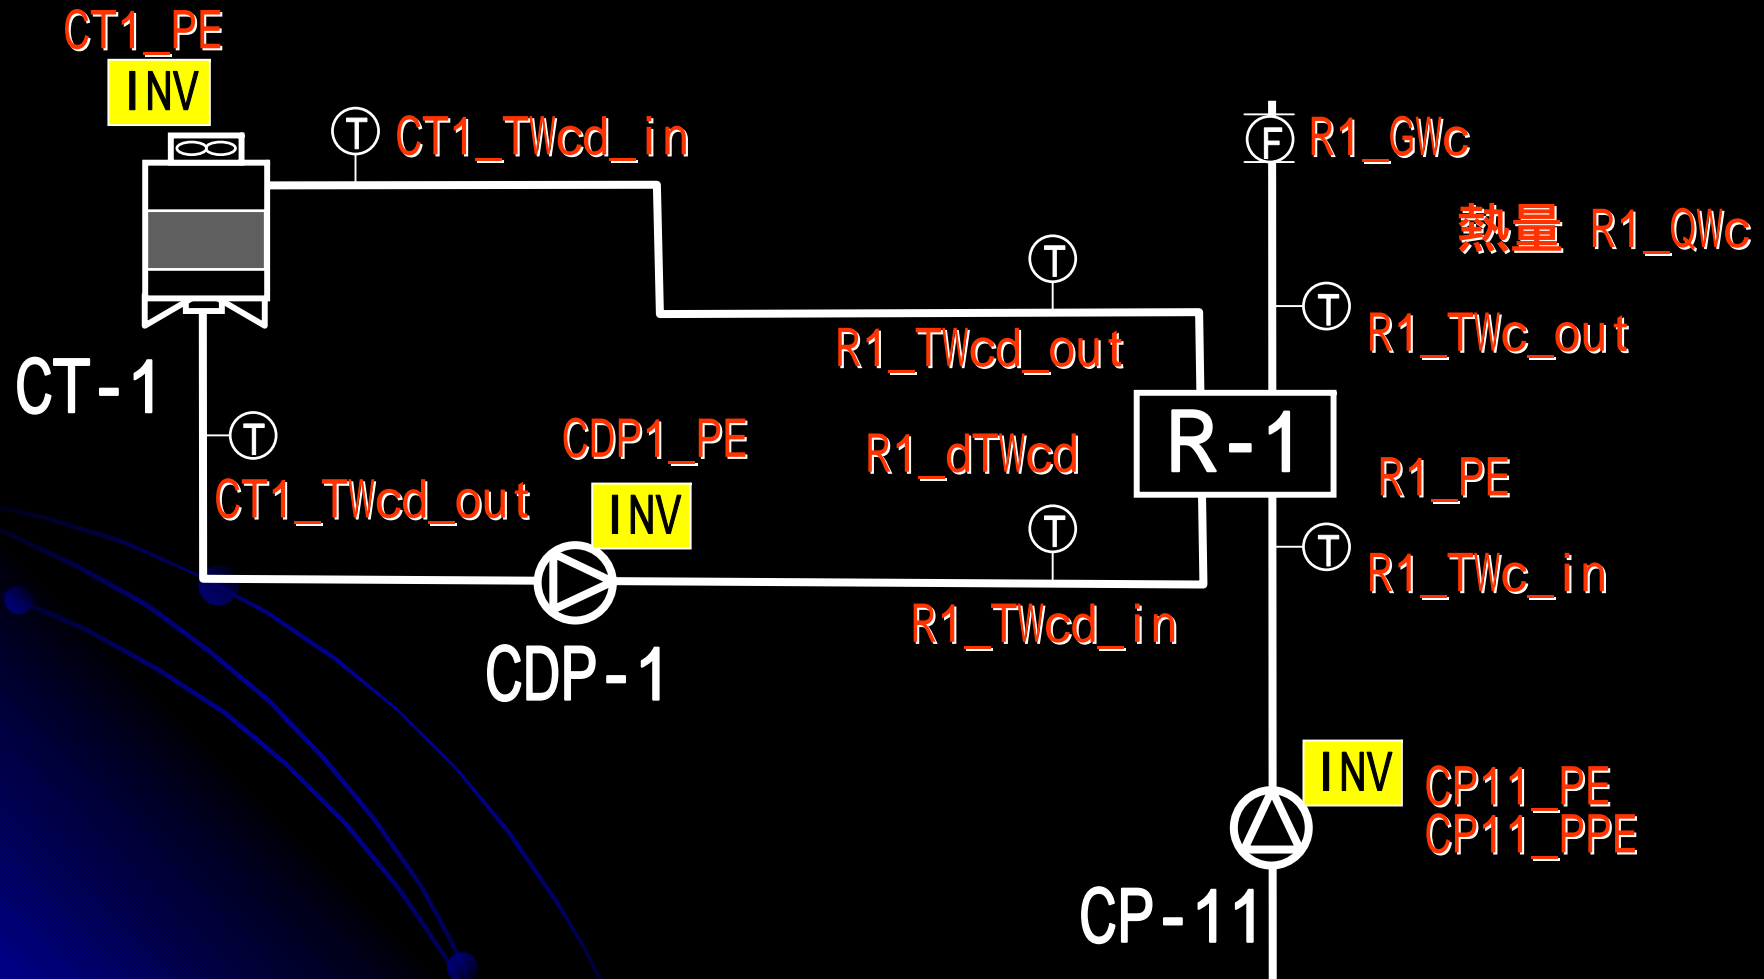 CT1_PE
INV
T
CT1_TWcd_in
F
R1_GWc
熱量 R1_QWc
T
T
R1_TWcd_out
R1_TWc_out
CT-1
T
CDP1_PE
R1_dTWcd
R-1
R1_PE
CT1_TWcd_out
INV
T
T
R1_TWc_in
R1_TWcd_in
CDP-1
INV
CP11_PE
CP11_PPE
CP-11